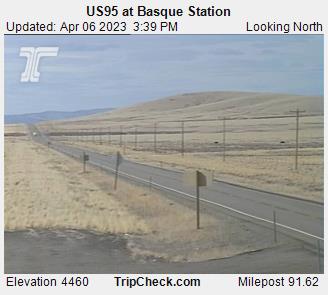 US95 at Basque Station
Updated: Apr 06 2023 3:39 PM Looking North
Elevation 4460 TripCheck.com Milepost 91.62